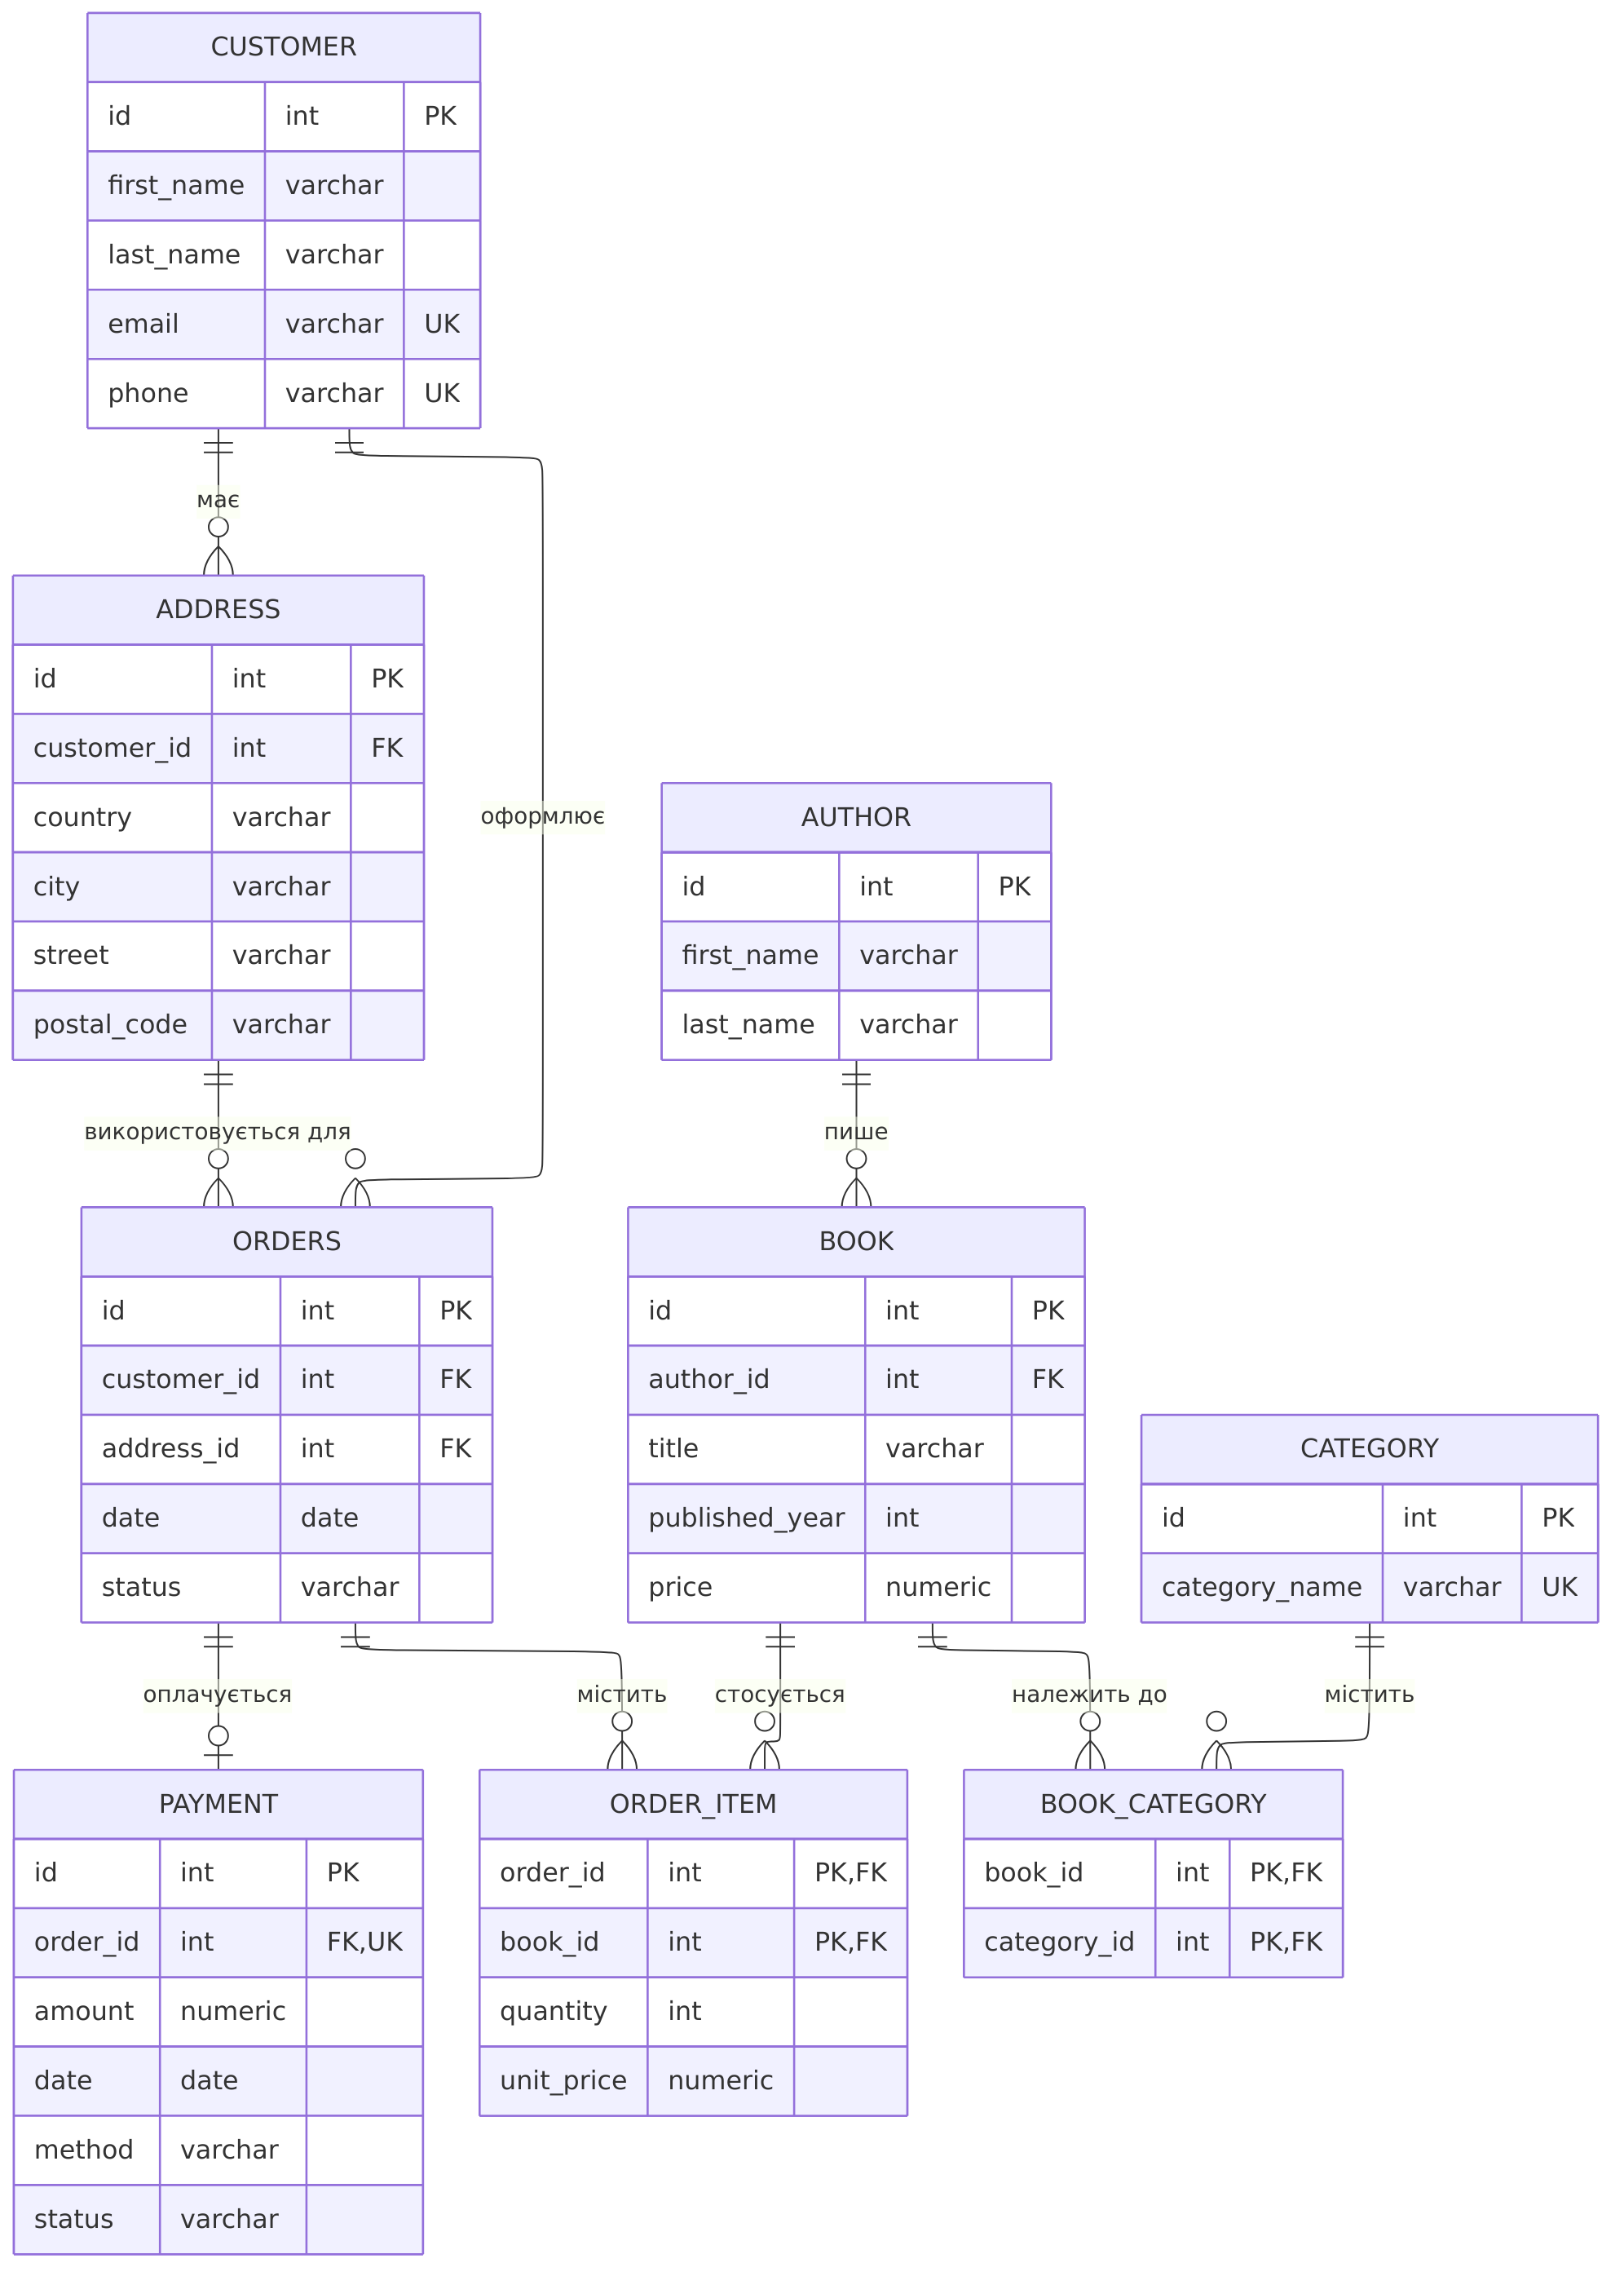 CUSTOMER
id int PK
first_name varchar
last_name varchar
email varchar UK
phone varchar UK
має
ADDRESS
id int PK
customer_id int FK
country varchar
city varchar
street varchar
postal_code varchar
оформлює
AUTHOR
id int PK
first_name varchar
last_name varchar
використовується для
пише
ORDERS
id int PK
customer_id int FK
address_id int FK
date date
status varchar
BOOK
id int PK
author_id int FK
title varchar
published_year int
price numeric
CATEGORY
id int PK
category_name varchar UK
оплачується
містить
стосується
належить до
містить
PAYMENT
id int PK
order_id int FK,UK
amount numeric
date date
method varchar
status varchar
ORDER_ITEM
order_id int PK,FK
book_id int PK,FK
quantity int
unit_price numeric
BOOK_CATEGORY
book_id int PK,FK
category_id int PK,FK